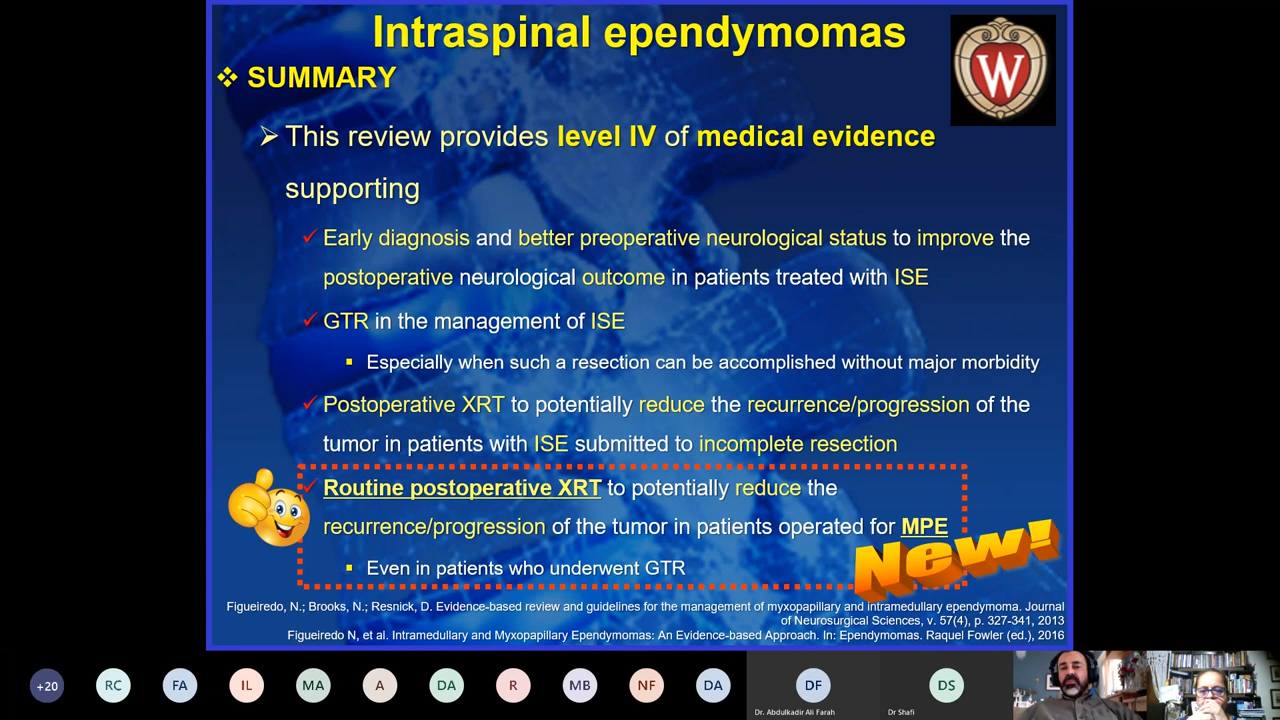 Intraspinal ependymomas
W
❖ SUMMARY
➢ This review provides level IV of medical evidence
supporting
✓ Early diagnosis and better preoperative neurological status to improve the
postoperative neurological outcome in patients treated with ISE
✓ GTR in the management of ISE
▪ Especially when such a resection can be accomplished without major morbidity
✓ Postoperative XRT to potentially reduce the recurrence/progression of the
tumor in patients with ISE submitted to incomplete resection
✓ Routine postoperative XRT to potentially reduce the
recurrence/progression of the tumor in patients operated for MPE
▪ Even in patients who underwent GTR
New!
Figueiredo, N.; Brooks, N.; Resnick, D. Evidence-based review and guidelines for the management of myxopapillary and intramedullary ependymoma. Journal
of Neurosurgical Sciences, v. 57(4), p. 327-341, 2013
Figueiredo N, et al. Intramedullary and Myxopapillary Ependymomas: An Evidence-based Approach. In: Ependymomas. Raquel Fowler (ed.), 2016
+20 RC FA IL MA A DA R MB NF DA DF DS
Dr. Abdulkadir Ali Farah Dr Shafi